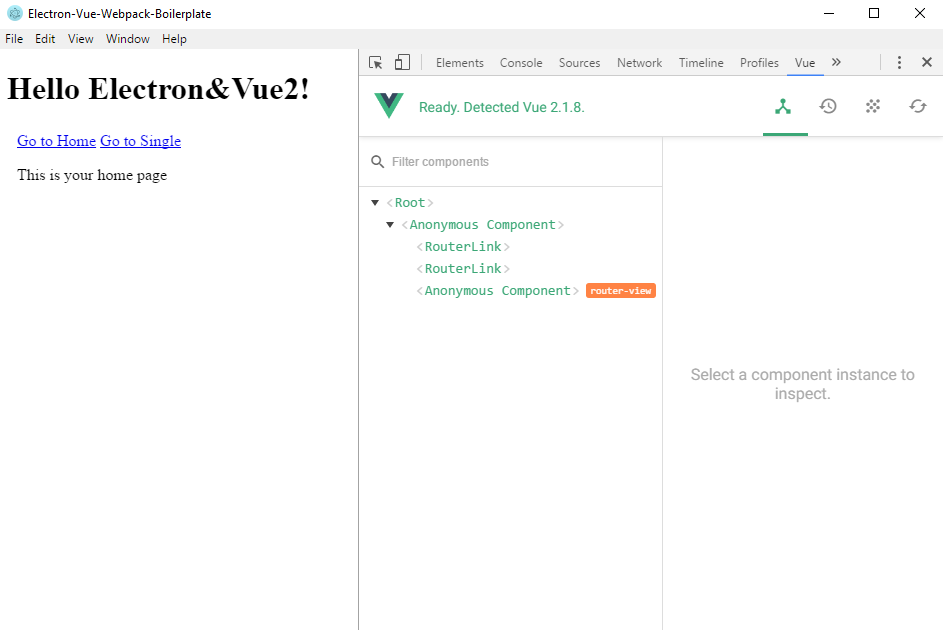 Electron-Vue-Webpack-Boilerplate
File Edit View Window Help
Hello Electron&Vue2!
Go to Home Go to Single
This is your home page
Elements Console Sources Network Timeline Profiles Vue »
Ready. Detected Vue 2.1.8.
Filter components
<Root>
<Anonymous Component>
<RouterLink>
<RouterLink>
<Anonymous Component> router-view
Select a component instance to
inspect.